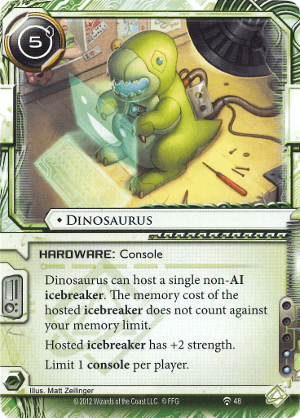 5
• DINOSAURUS
HARDWARE: Console
Dinosaurus can host a single non-AI
icebreaker. The memory cost of the
hosted icebreaker does not count against
your memory limit.
Hosted icebreaker has +2 strength.
Limit 1 console per player.
Illus. Matt Zeilinger
© 2012 Wizards of the Coast LLC. © FFG
48